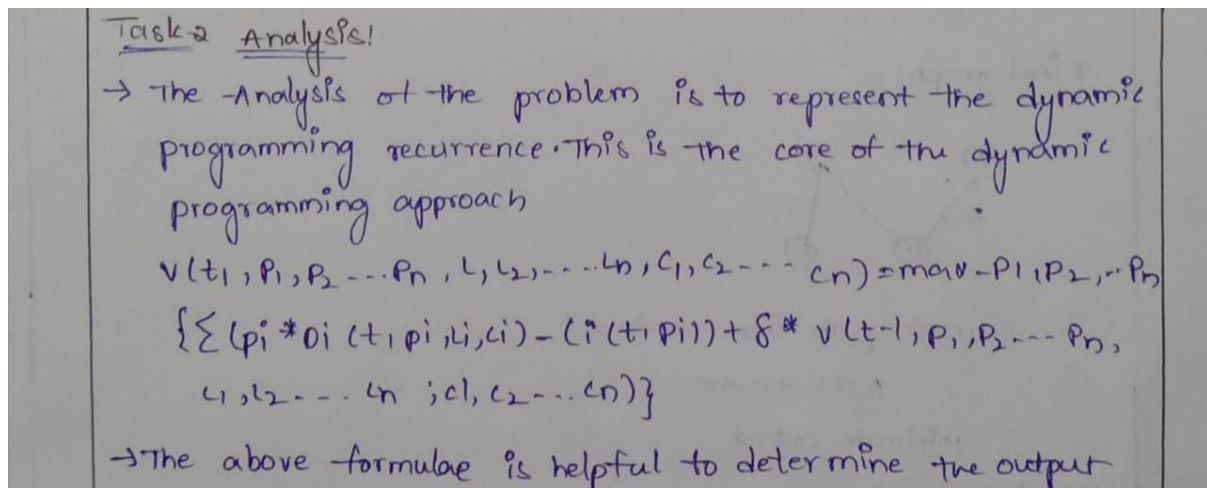 Task-2 Analysis!
→ The Analysis of the problem is to represent the dynamic
programming recurrence. This is the core of the dynamic
programming approach
V(t1, P1, P2 ---- Pn, L, L2, ----- Ln, C1, C2 ---- Cn) = max-P1, P2, .. Pn
{Σ (pi * Di (t, pi, Li, Ci) - Ci (t, Pi)) + δ * V(t-1, P1, P2 ---- Pn,
L1, L2 - - - . Ln ; C1, C2 - - .. Cn)}
→ The above formulae is helpful to determine the output